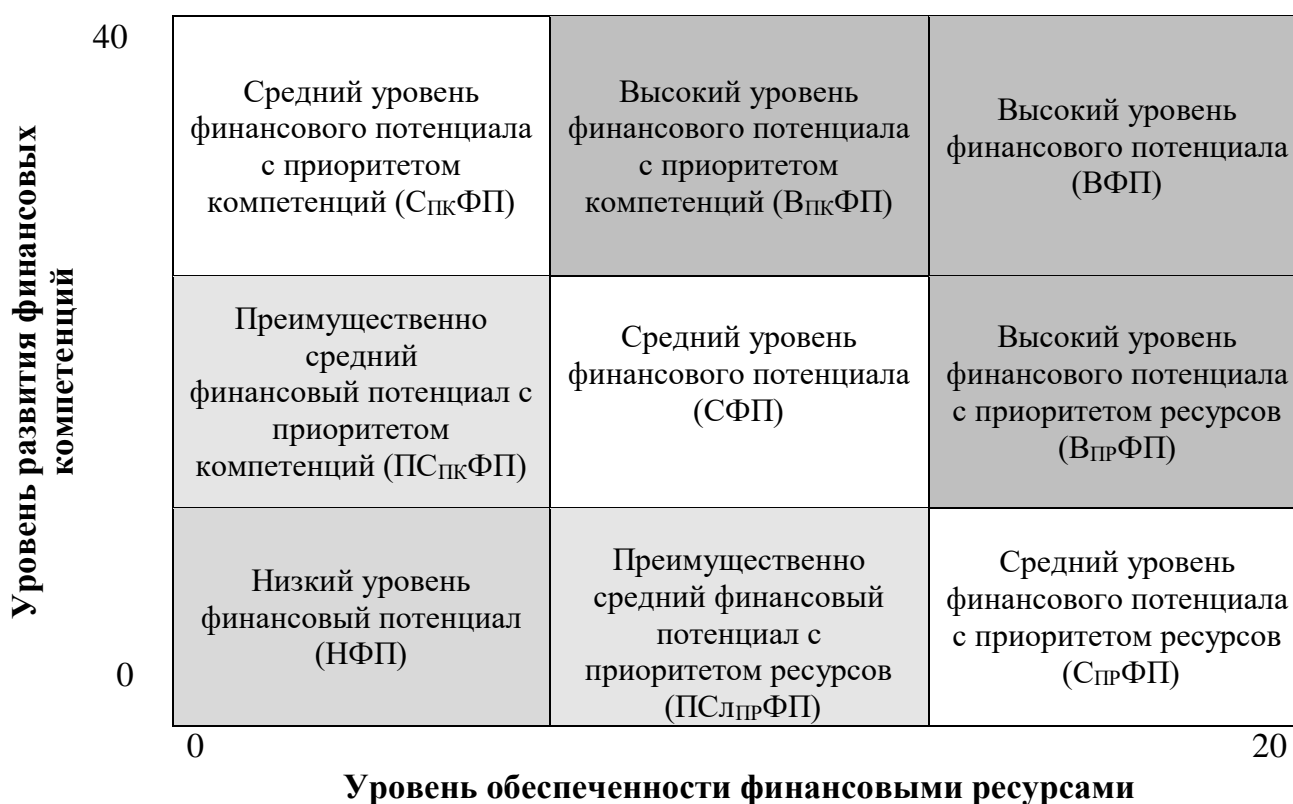 40
Уровень развития финансовых
компетенций
Средний уровень
финансового потенциала
с приоритетом
компетенций (СПКФП)
Высокий уровень
финансового потенциала
с приоритетом
компетенций (ВПКФП)
Высокий уровень
финансового потенциала
(ВФП)
Преимущественно
средний
финансовый потенциал с
приоритетом
компетенций (ПСПКФП)
Средний уровень
финансового потенциала
(СФП)
Высокий уровень
финансового потенциала
с приоритетом ресурсов
(ВПРФП)
Низкий уровень
финансовый потенциал
(НФП)
Преимущественно
средний финансовый
потенциал с
приоритетом ресурсов
(ПСлПРФП)
Средний уровень
финансового потенциала
с приоритетом ресурсов
(СПРФП)
0
0
20
Уровень обеспеченности финансовыми ресурсами